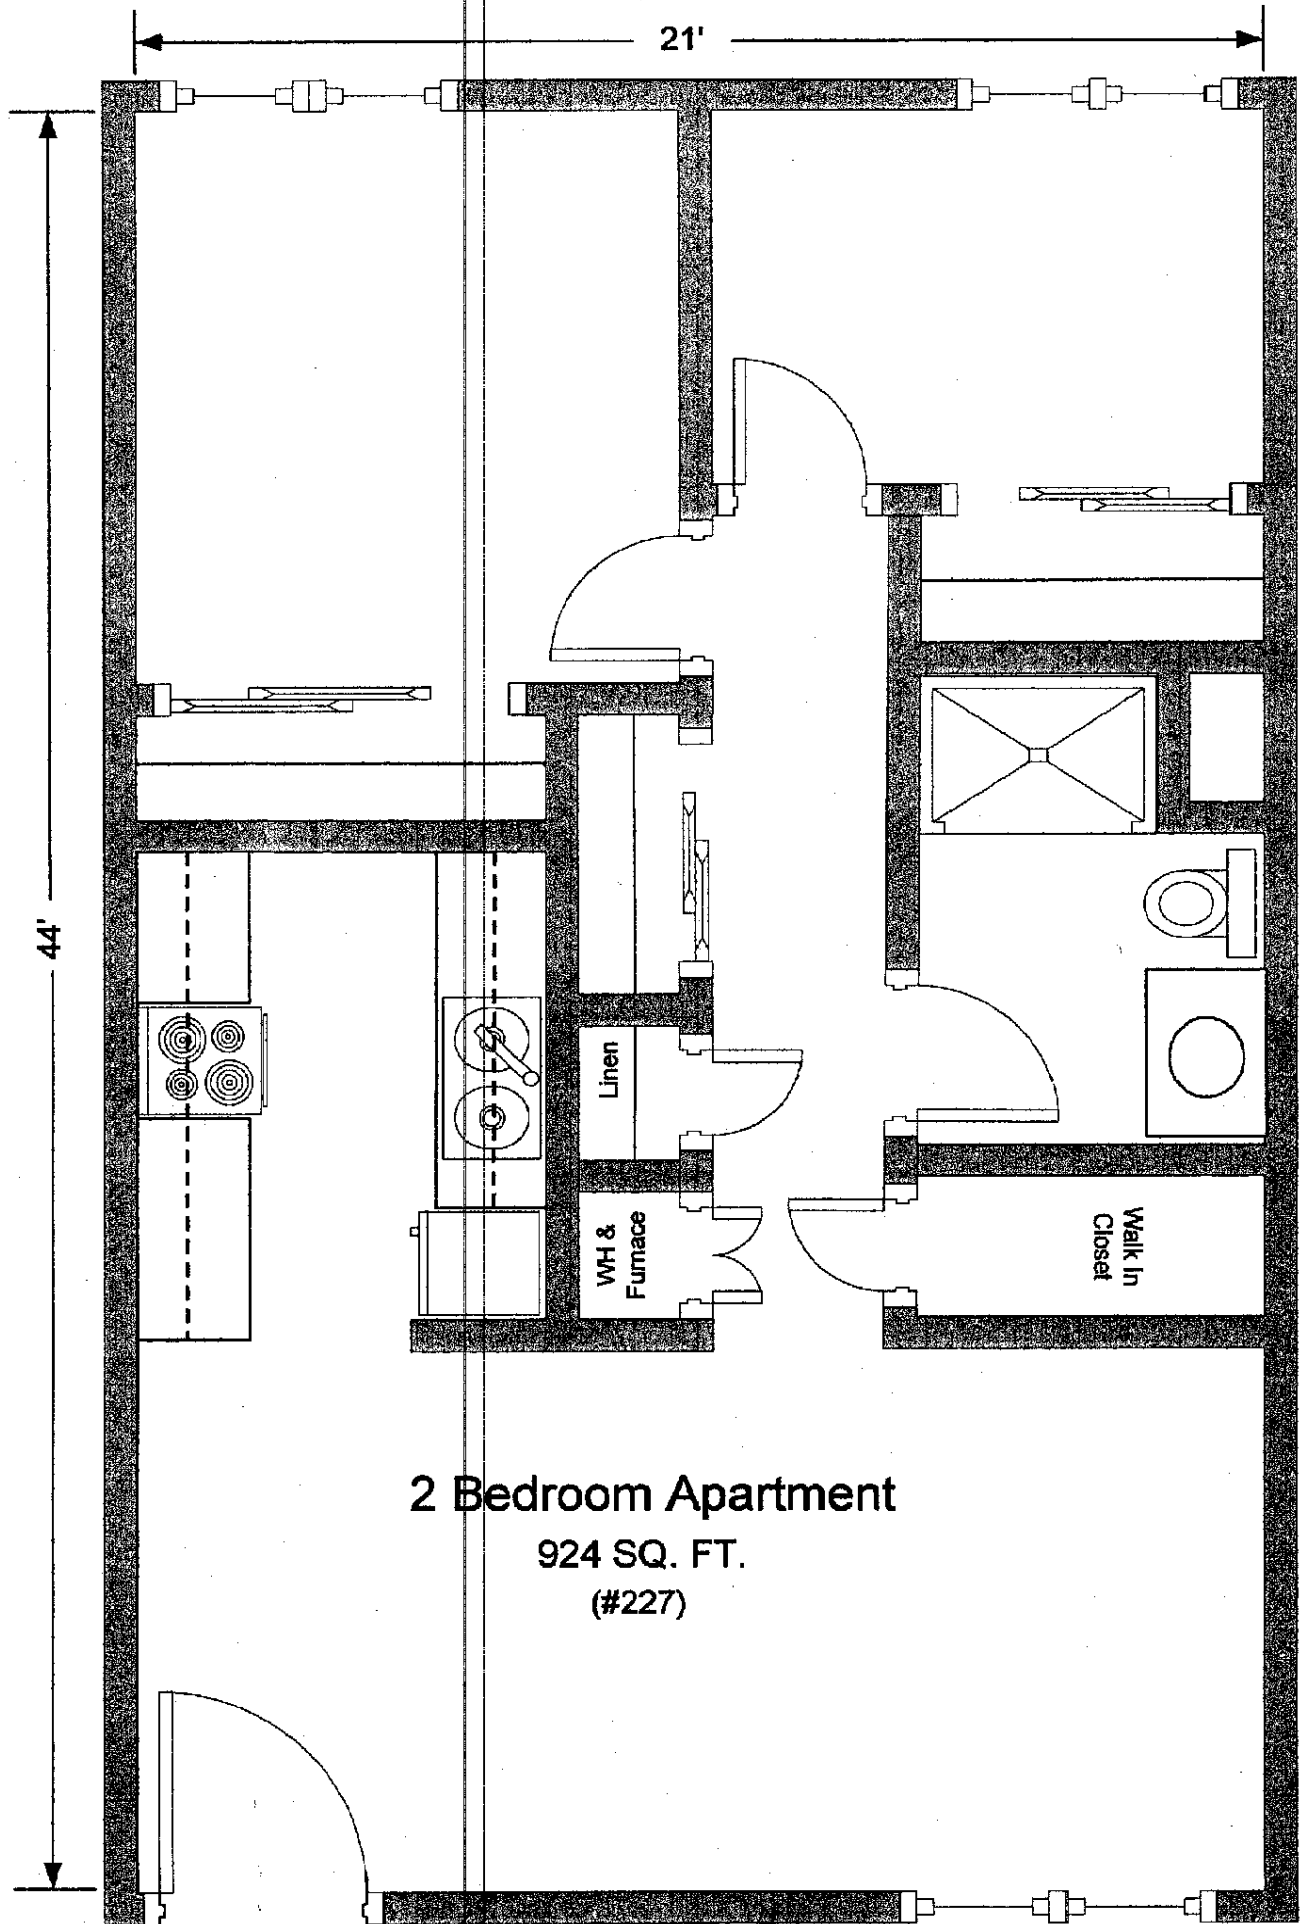 21'
44'
Linen
WH &
Furnace
Walk In
Closet
2 Bedroom Apartment
924 SQ. FT.
(#227)